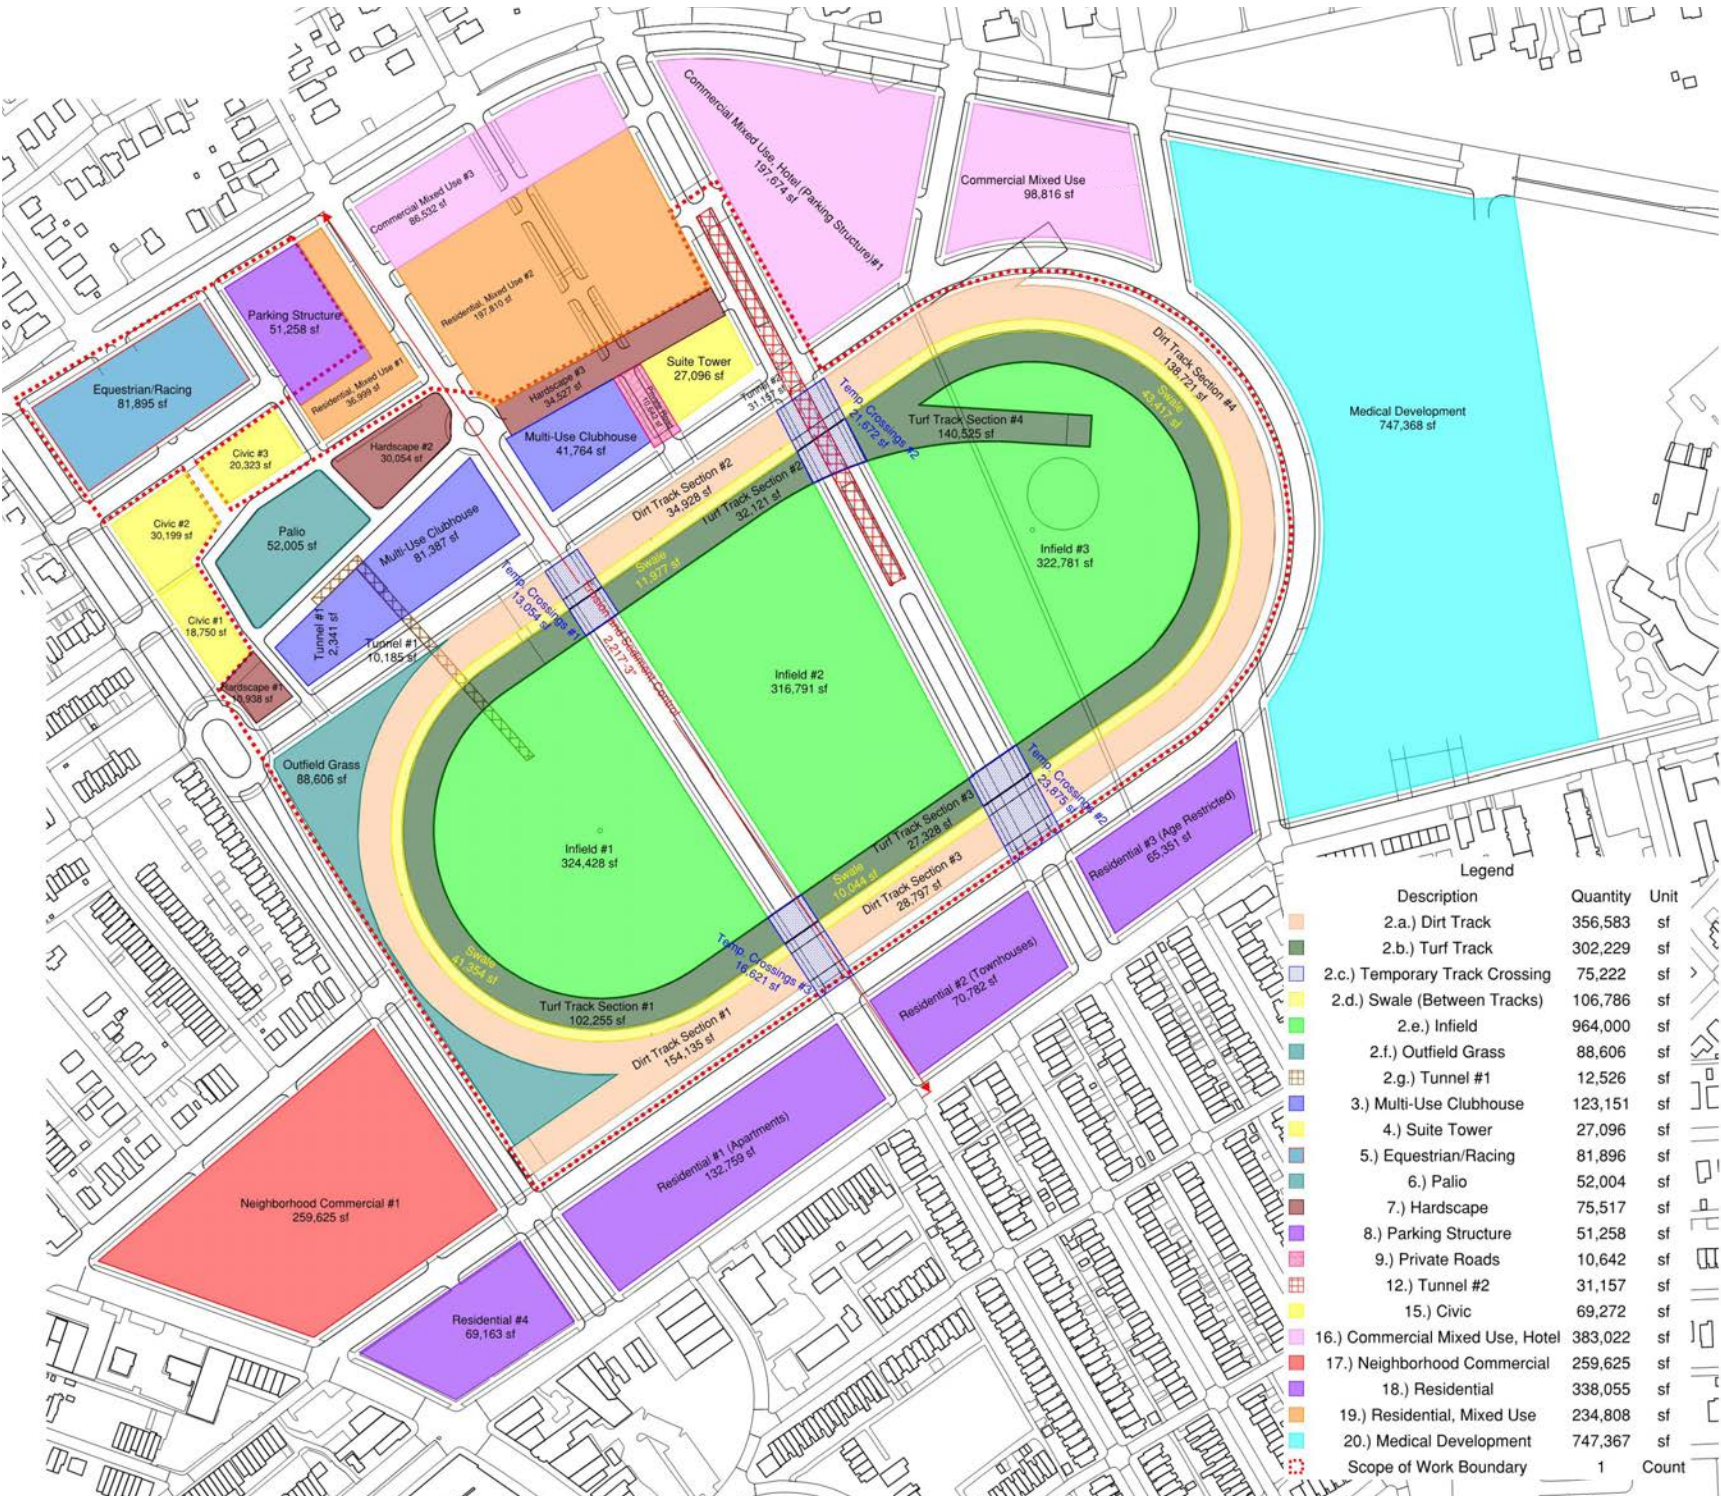 Commercial Mixed Use, Hotel (Parking Structure)#1
197,674 sf
Commercial Mixed Use
98,816 sf
Commercial Mixed Use #3
86,532 sf
Residential, Mixed Use #2
197,810 sf
Parking Structure
51,258 sf
Residential, Mixed Use #1
36,999 sf
Equestrian/Racing
81,895 sf
Medical Development
747,368 sf
Suite Tower
27,096 sf
Hardscape #3
34,527 sf
Private Road
10,642 sf
Tunnel #2
31,157 sf
Multi-Use Clubhouse
41,764 sf
Hardscape #2
30,054 sf
Civic #3
20,323 sf
Civic #2
30,199 sf
Civic #1
18,750 sf
Palio
52,005 sf
Multi-Use Clubhouse
81,387 sf
Tunnel #1
2,341 sf
Tunnel #1
10,185 sf
Hardscape #1
10,938 sf
Temp. Crossings #2
21,672 sf
Turf Track Section #4
140,525 sf
Swale
43,417 sf
Dirt Track Section #4
138,721 sf
Dirt Track Section #2
34,928 sf
Turf Track Section #2
32,121 sf
Swale
11,977 sf
Temp. Crossings #1
13,054 sf
Erosion and Sediment Control
2,217'-3"
Infield #3
322,781 sf
Infield #2
316,791 sf
Infield #1
324,428 sf
Outfield Grass
88,606 sf
Temp. Crossings #2
23,875 sf
Turf Track Section #3
27,328 sf
Swale
10,044 sf
Dirt Track Section #3
28,797 sf
Temp. Crossings #3
16,621 sf
Swale
41,354 sf
Turf Track Section #1
102,255 sf
Dirt Track Section #1
154,135 sf
Residential #3 (Age Restricted)
65,351 sf
Residential #2 (Townhouses)
70,782 sf
Residential #1 (Apartments)
132,759 sf
Neighborhood Commercial #1
259,625 sf
Residential #4
69,163 sf
Legend
Description Quantity Unit
2.a.) Dirt Track 356,583 sf
2.b.) Turf Track 302,229 sf
2.c.) Temporary Track Crossing 75,222 sf
2.d.) Swale (Between Tracks) 106,786 sf
2.e.) Infield 964,000 sf
2.f.) Outfield Grass 88,606 sf
2.g.) Tunnel #1 12,526 sf
3.) Multi-Use Clubhouse 123,151 sf
4.) Suite Tower 27,096 sf
5.) Equestrian/Racing 81,896 sf
6.) Palio 52,004 sf
7.) Hardscape 75,517 sf
8.) Parking Structure 51,258 sf
9.) Private Roads 10,642 sf
12.) Tunnel #2 31,157 sf
15.) Civic 69,272 sf
16.) Commercial Mixed Use, Hotel 383,022 sf
17.) Neighborhood Commercial 259,625 sf
18.) Residential 338,055 sf
19.) Residential, Mixed Use 234,808 sf
20.) Medical Development 747,367 sf
Scope of Work Boundary 1 Count